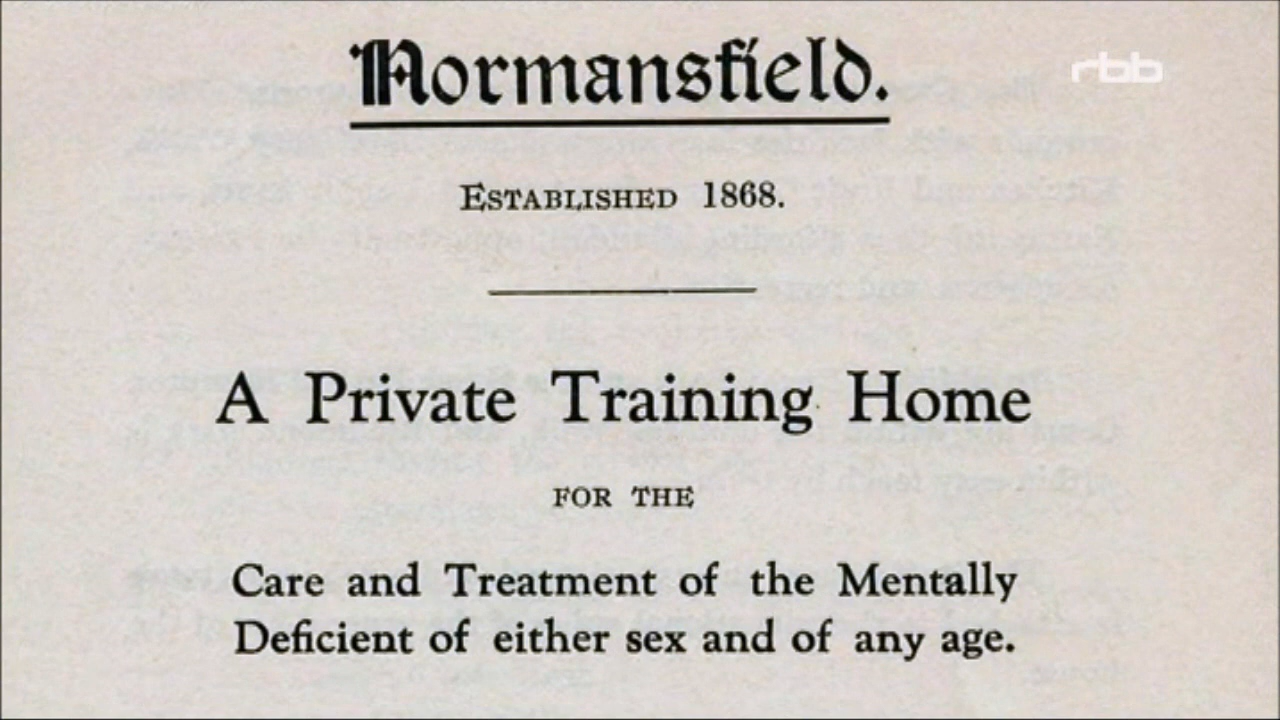 Normansfield.
rbb
ESTABLISHED 1868.
A Private Training Home
FOR THE
Care and Treatment of the Mentally
Deficient of either sex and of any age.